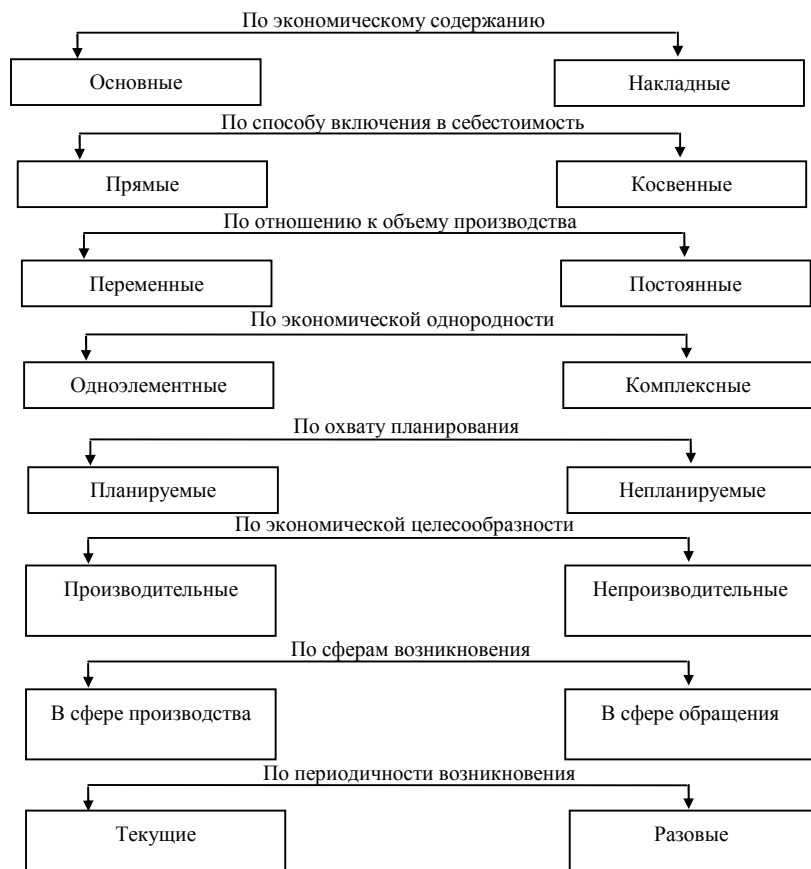 По экономическому содержанию
Основные
Накладные
По способу включения в себестоимость
Прямые
Косвенные
По отношению к объему производства
Переменные
Постоянные
По экономической однородности
Одноэлементные
Комплексные
По охвату планирования
Планируемые
Непланируемые
По экономической целесообразности
Производительные
Непроизводительные
По сферам возникновения
В сфере производства
В сфере обращения
По периодичности возникновения
Текущие
Разовые